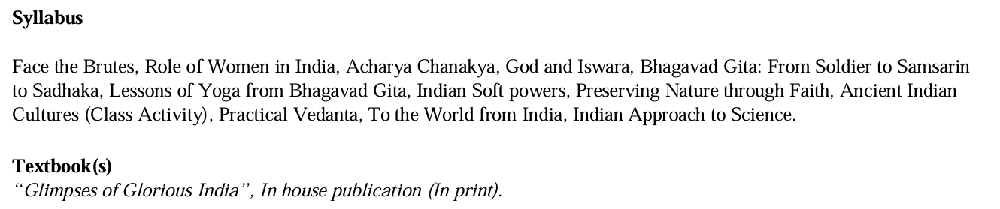 Syllabus
Face the Brutes, Role of Women in India, Acharya Chanakya, God and Iswara, Bhagavad Gita: From Soldier to Samsarin
to Sadhaka, Lessons of Yoga from Bhagavad Gita, Indian Soft powers, Preserving Nature through Faith, Ancient Indian
Cultures (Class Activity), Practical Vedanta, To the World from India, Indian Approach to Science.
Textbook(s)
“Glimpses of Glorious India”, In house publication (In print).